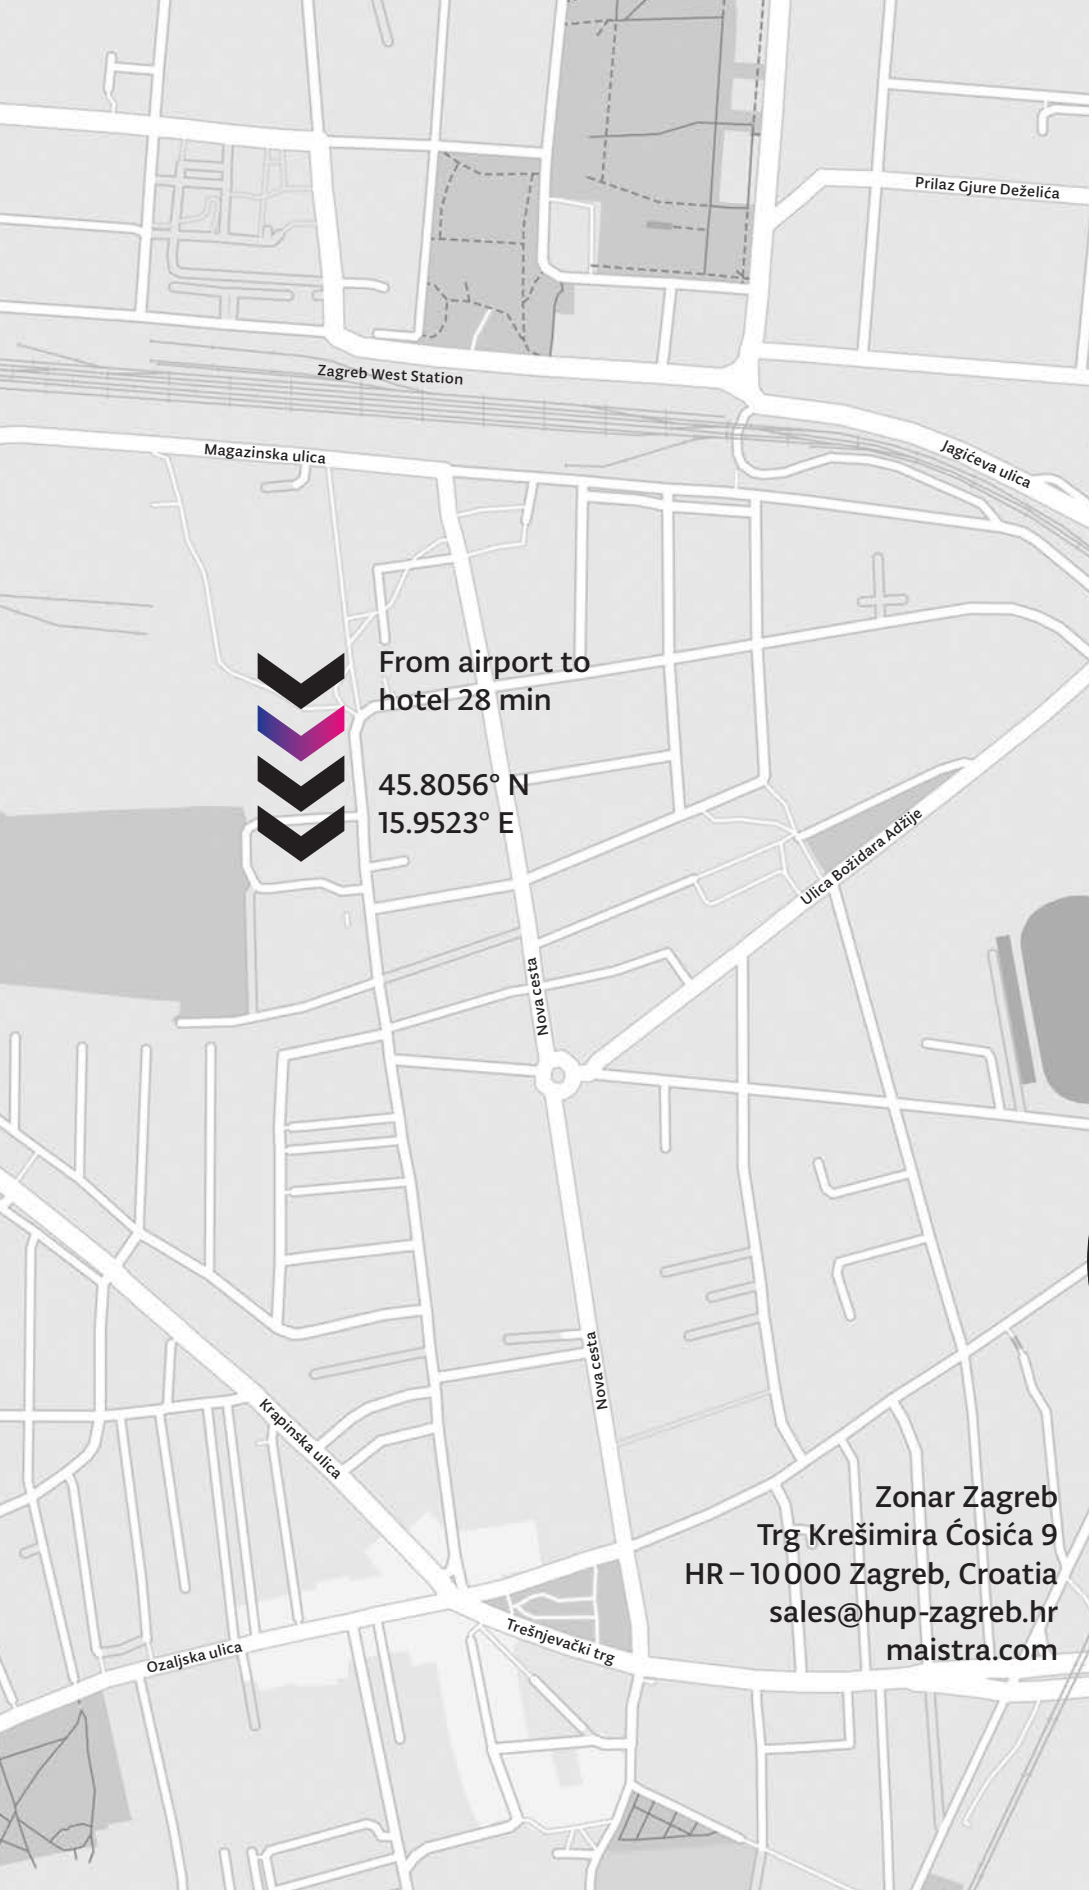 Prilaz Gjure Deželića
Zagreb West Station
Magazinska ulica
Jagićeva ulica
From airport to
hotel 28 min
45.8056° N
15.9523° E
Ulica Božidara Adžije
Nova cesta
Nova cesta
Krapinska ulica
Zonar Zagreb
Trg Krešimira Ćosića 9
HR – 10 000 Zagreb, Croatia
sales@hup-zagreb.hr
maistra.com
Trešnjevački trg
Ozaljska ulica